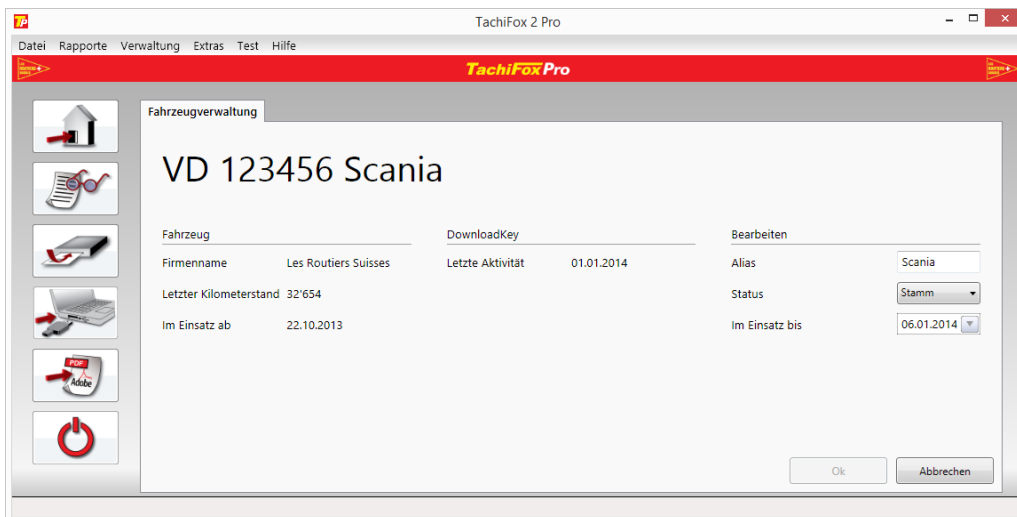 TachiFox 2 Pro
Datei Rapporte Verwaltung Extras Test Hilfe
TachiFox Pro
Fahrzeugverwaltung
VD 123456 Scania
Fahrzeug DownloadKey Bearbeiten
Firmenname Les Routiers Suisses Letzte Aktivität 01.01.2014 Alias Scania
Letzter Kilometerstand 32'654 Status Stamm
Im Einsatz ab 22.10.2013 Im Einsatz bis 06.01.2014
PDF
Adobe
Ok Abbrechen